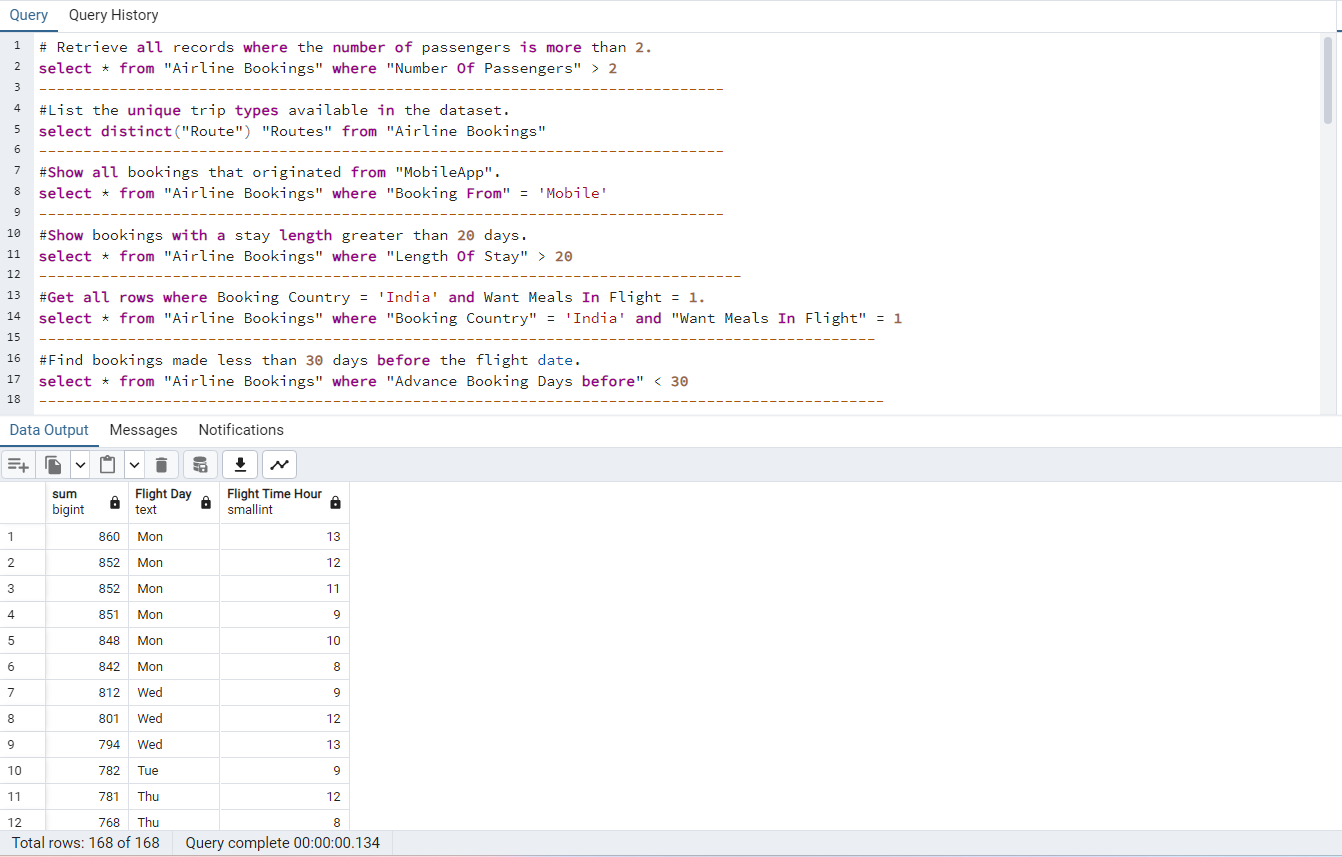 Query Query History
1 # Retrieve all records where the number of passengers is more than 2.
2 select * from "Airline Bookings" where "Number Of Passengers" > 2
3 -----------------------------------------------------------------------------
4 #List the unique trip types available in the dataset.
5 select distinct("Route") "Routes" from "Airline Bookings"
6 -----------------------------------------------------------------------------
7 #Show all bookings that originated from "MobileApp".
8 select * from "Airline Bookings" where "Booking From" = 'Mobile'
9 -----------------------------------------------------------------------------
10 #Show bookings with a stay length greater than 20 days.
11 select * from "Airline Bookings" where "Length Of Stay" > 20
12 -------------------------------------------------------------------------------
13 #Get all rows where Booking Country = 'India' and Want Meals In Flight = 1.
14 select * from "Airline Bookings" where "Booking Country" = 'India' and "Want Meals In Flight" = 1
15 ----------------------------------------------------------------------------------------------
16 #Find bookings made less than 30 days before the flight date.
17 select * from "Airline Bookings" where "Advance Booking Days before" < 30
18 -----------------------------------------------------------------------------------------------
Data Output Messages Notifications
sum Flight Day Flight Time Hour
bigint text smallint
1 860 Mon 13
2 852 Mon 12
3 852 Mon 11
4 851 Mon 9
5 848 Mon 10
6 842 Mon 8
7 812 Wed 9
8 801 Wed 12
9 794 Wed 13
10 782 Tue 9
11 781 Thu 12
12 768 Thu 8
Total rows: 168 of 168 Query complete 00:00:00.134